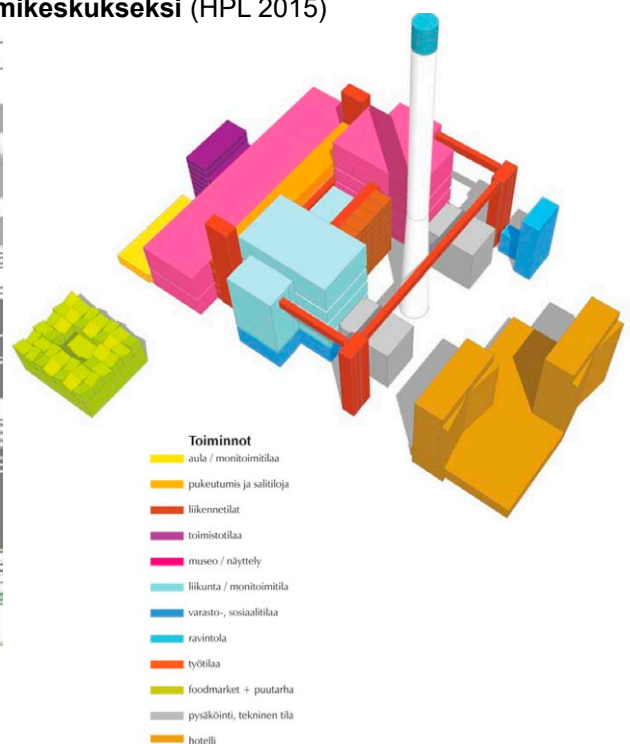 mikeskukseksi (HPL 2015)
Toiminnot
aula / monitoimitilaa
pukeutumis ja salitiloja
liikennetilat
toimistotilaa
museo / näyttely
liikunta / monitoimitila
varasto-, sosiaalitilaa
ravintola
työtilaa
foodmarket + puutarha
pysäköinti, tekninen tila
hotelli